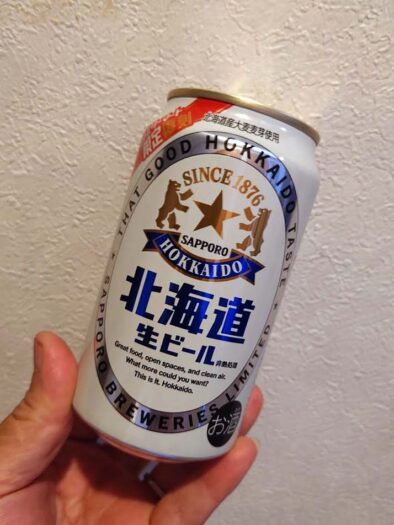 限定
北海道産大麦麦芽使用
THAT GOOD HOKKAIDO TASTE
SINCE 1876
SAPPORO
HOKKAIDO
北海道
生ビール 非熱処理
Great food, open spaces, and clean air.
What more could you want?
This Is It. Hokkaido.
SAPPORO BREWERIES LIMITED
お酒